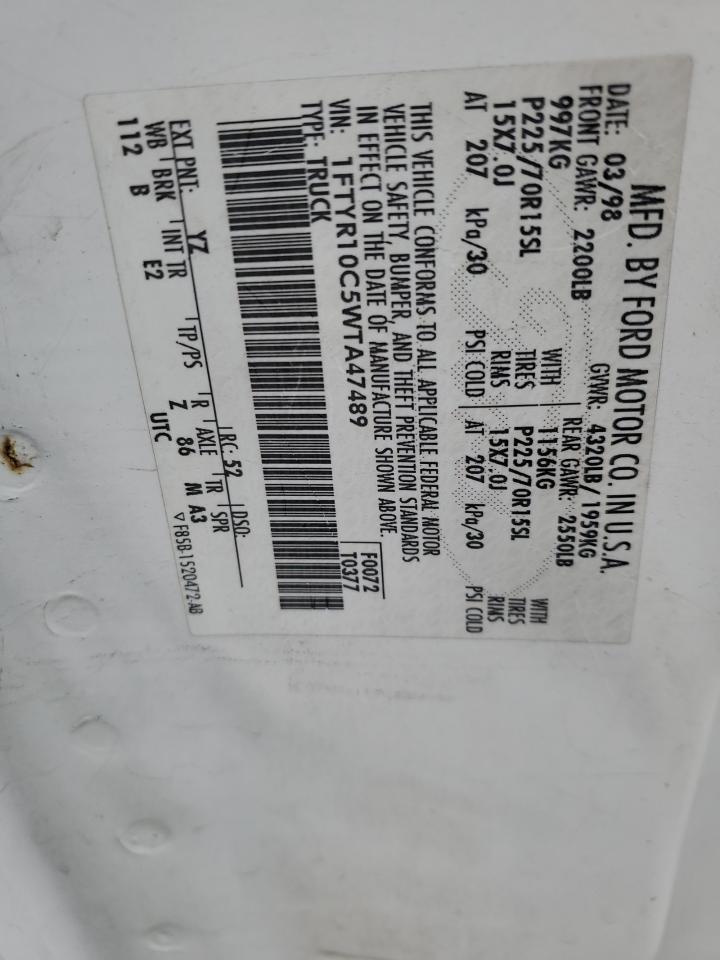 MFD. BY FORD MOTOR CO. IN U.S.A.
DATE: 03/98 GVWR: 4320LB/1959KG
FRONT GAWR: 2200LB REAR GAWR: 2550LB
997KG WITH 1156KG WITH
P225/70R15SL TIRES P225/70R15SL TIRES
15X7.0J RIMS 15X7.0J RIMS
AT 207 kPa/30 PSI COLD AT 207 kPa/30 PSI COLD
THIS VEHICLE CONFORMS TO ALL APPLICABLE FEDERAL MOTOR
VEHICLE SAFETY, BUMPER, AND THEFT PREVENTION STANDARDS
IN EFFECT ON THE DATE OF MANUFACTURE SHOWN ABOVE.
VIN: 1FTYR10C5WTA47489 F0072
TYPE: TRUCK T0377
EXT PNT: YZ RC: 52 DSO:
WB BRK INT TR TP/PS R AXLE TR SPR
112 B E2 Z 86 M A3
UTC ▽ F85B-1520472-AB